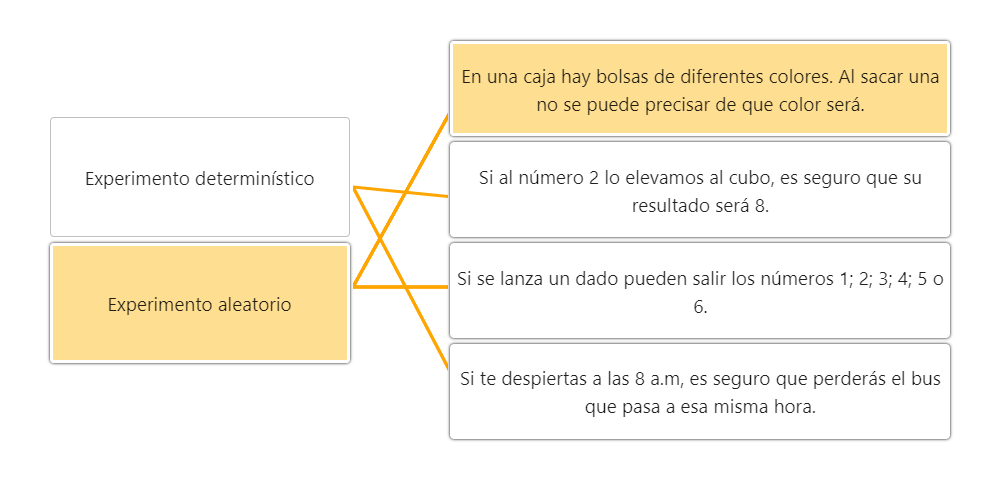 En una caja hay bolsas de diferentes colores. Al sacar una
no se puede precisar de que color será.
Experimento determinístico
Si al número 2 lo elevamos al cubo, es seguro que su
resultado será 8.
Experimento aleatorio
Si se lanza un dado pueden salir los números 1; 2; 3; 4; 5 o
6.
Si te despiertas a las 8 a.m, es seguro que perderás el bus
que pasa a esa misma hora.